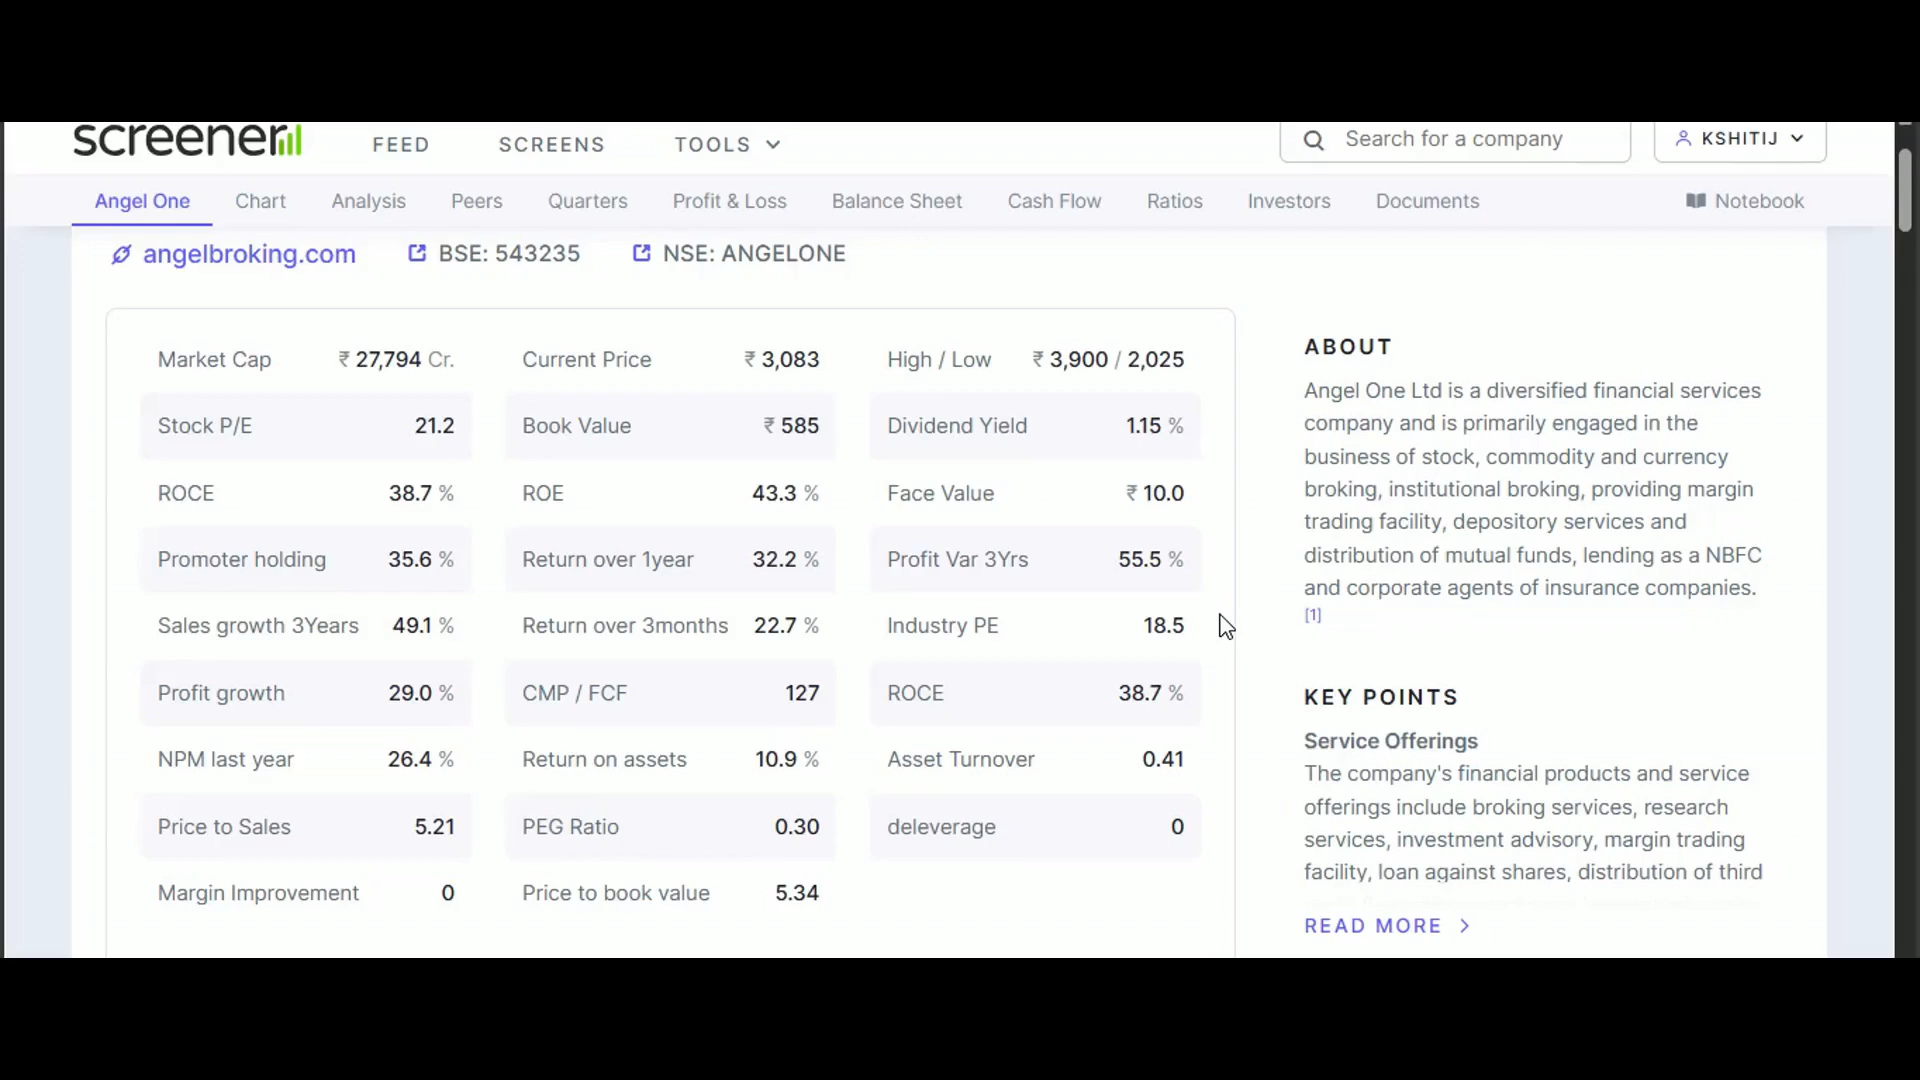 screener
FEED SCREENS TOOLS
Search for a company
KSHITIJ
Angel One Chart Analysis Peers Quarters Profit & Loss Balance Sheet Cash Flow Ratios Investors Documents Notebook
angelbroking.com BSE: 543235 NSE: ANGELONE
Market Cap ₹ 27,794 Cr. Current Price ₹ 3,083 High / Low ₹ 3,900 / 2,025
Stock P/E 21.2 Book Value ₹ 585 Dividend Yield 1.15 %
ROCE 38.7 % ROE 43.3 % Face Value ₹ 10.0
Promoter holding 35.6 % Return over 1year 32.2 % Profit Var 3Yrs 55.5 %
Sales growth 3Years 49.1 % Return over 3months 22.7 % Industry PE 18.5
Profit growth 29.0 % CMP / FCF 127 ROCE 38.7 %
NPM last year 26.4 % Return on assets 10.9 % Asset Turnover 0.41
Price to Sales 5.21 PEG Ratio 0.30 deleverage 0
Margin Improvement 0 Price to book value 5.34
ABOUT
Angel One Ltd is a diversified financial services
company and is primarily engaged in the
business of stock, commodity and currency
broking, institutional broking, providing margin
trading facility, depository services and
distribution of mutual funds, lending as a NBFC
and corporate agents of insurance companies.
[1]
KEY POINTS
Service Offerings
The company's financial products and service
offerings include broking services, research
services, investment advisory, margin trading
facility, loan against shares, distribution of third
READ MORE